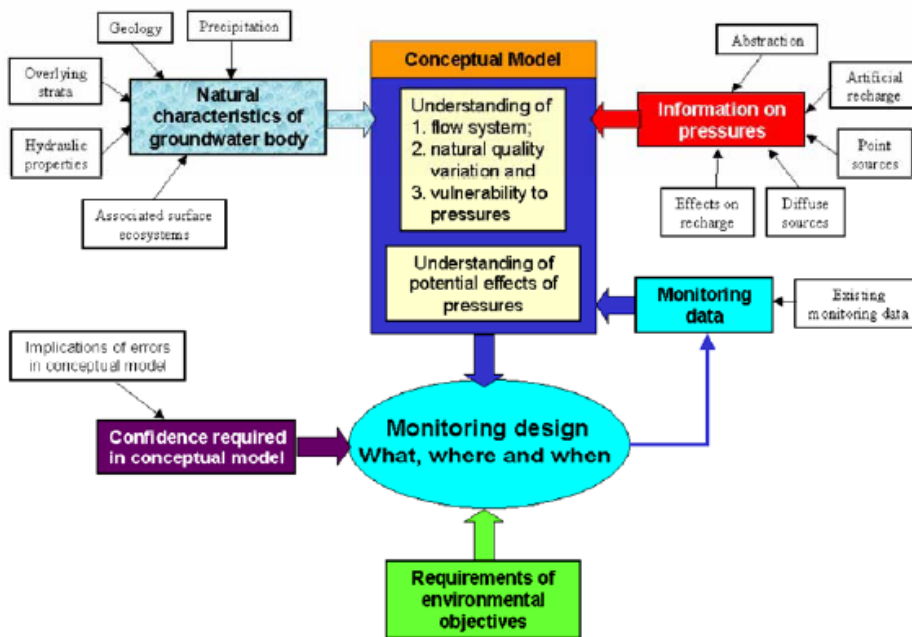 Geology
Precipitation
Overlying
strata
Natural
characteristics of
groundwater body
Hydraulic
properties
Associated surface
ecosystems
Conceptual Model
Understanding of
1. flow system;
2. natural quality
variation and
3. vulnerability to
pressures
Understanding of
potential effects of
pressures
Abstraction
Artificial
recharge
Information on
pressures
Point
sources
Effects on
recharge
Diffuse
sources
Monitoring
data
Existing
monitoring data
Implications of errors
in conceptual model
Confidence required
in conceptual model
Monitoring design
What, where and when
Requirements of
environmental
objectives